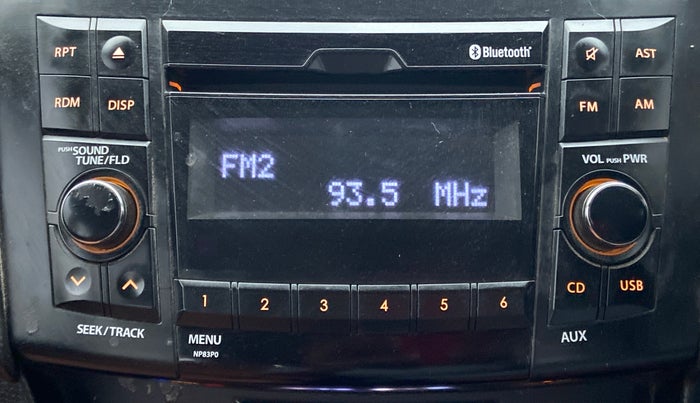 RPT
Bluetooth®
AST
RDM DISP
FM AM
PUSH SOUND
TUNE/FLD
VOL PUSH PWR
FM2
93.5 MHz
CD USB
1 2 3 4 5 6
SEEK/TRACK
MENU
NP83P0
AUX